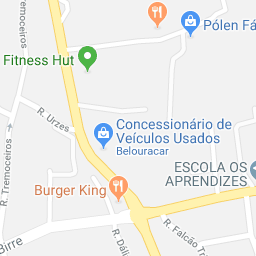 Tremoceiros
Pólen Fá
Fitness Hut
R. Urzes
Concessionário de
Veículos Usados
Belouracar
R. Tremoceiros
ESCOLA OS
APRENDIZES
Burger King
Birre
R. Dáli
R. Falcão Tr